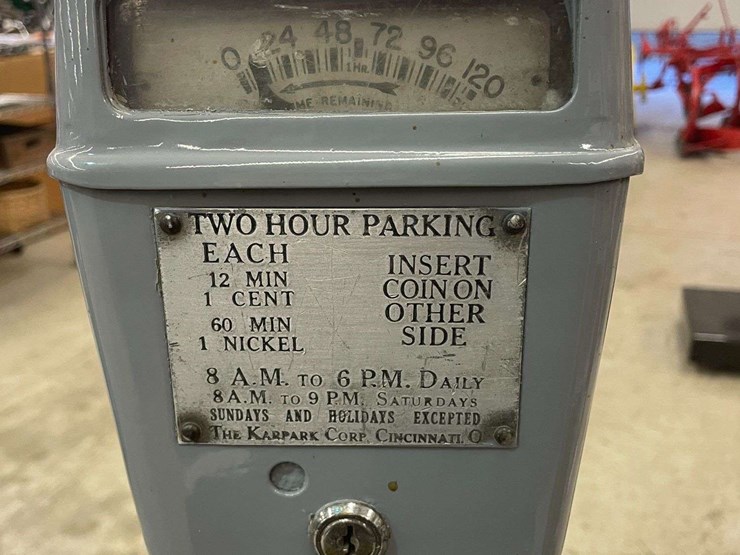 0 24 48 72 96 120
1 HR.
TIME REMAINING
TWO HOUR PARKING
EACH
12 MIN
1 CENT
60 MIN
1 NICKEL
INSERT
COIN ON
OTHER
SIDE
8 A.M. TO 6 P.M. DAILY
8 A.M. TO 9 P.M. SATURDAYS
SUNDAYS AND HOLIDAYS EXCEPTED
THE KARPARK CORP. CINCINNATI, O